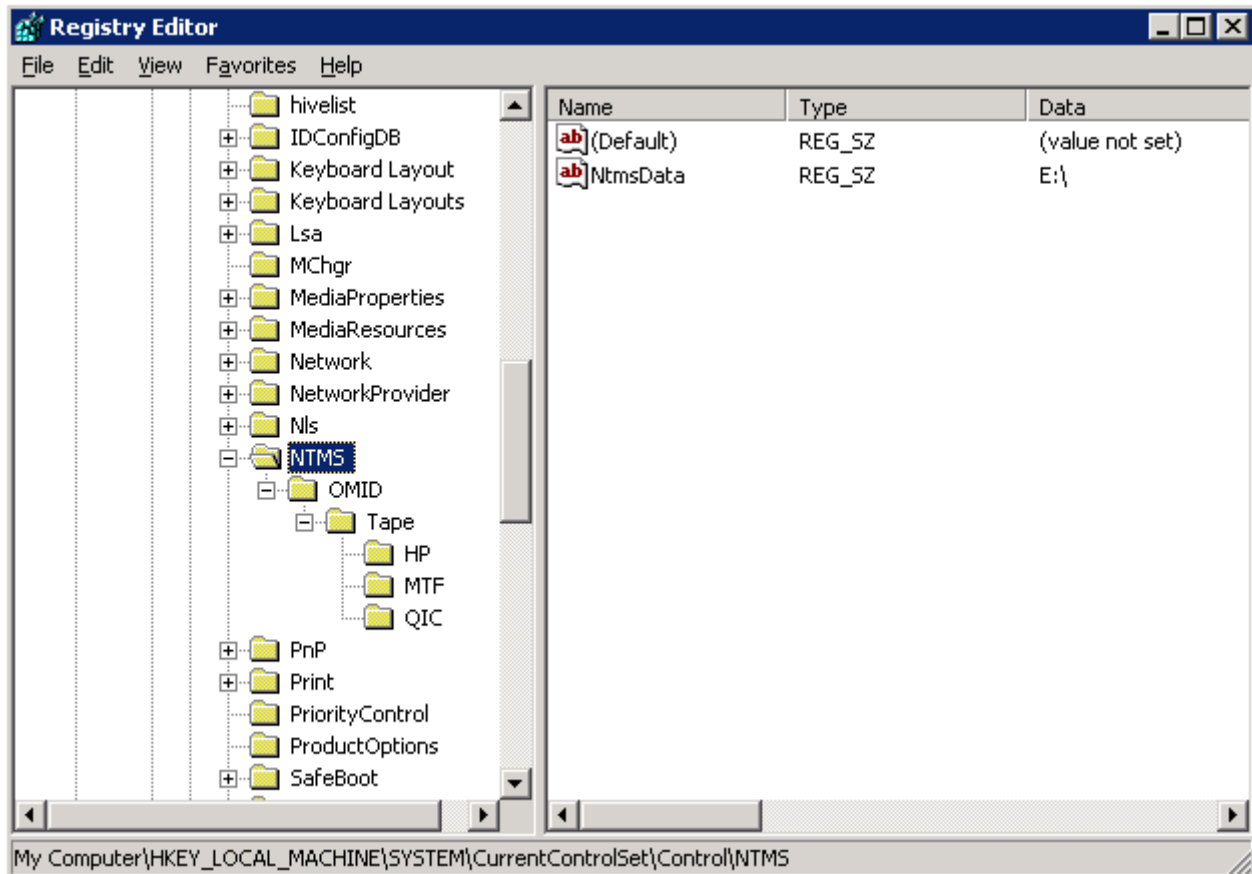 Registry Editor
File Edit View Favorites Help
hivelist
IDConfigDB
Keyboard Layout
Keyboard Layouts
Lsa
MChgr
MediaProperties
MediaResources
Network
NetworkProvider
Nls
NTMS
OMID
Tape
HP
MTF
QIC
PnP
Print
PriorityControl
ProductOptions
SafeBoot
Name Type Data
(Default) REG_SZ (value not set)
NtmsData REG_SZ E:\
My Computer\HKEY_LOCAL_MACHINE\SYSTEM\CurrentControlSet\Control\NTMS